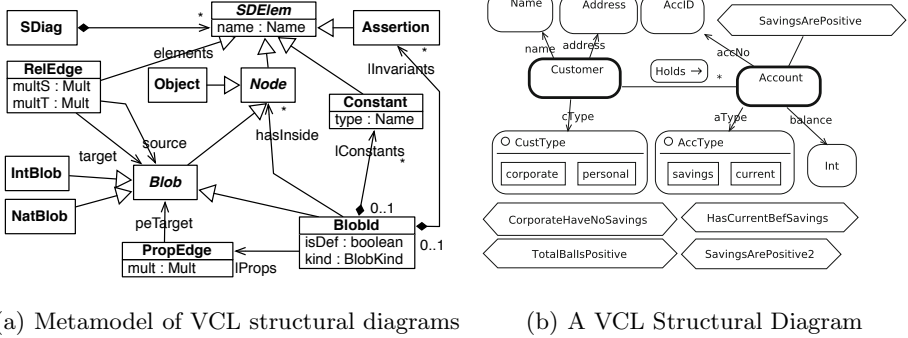 SDiag
*
SDElem
name : Name
Assertion
elements
*
lInvariants
RelEdge
multS : Mult
multT : Mult
Object
Node
*
Constant
type : Name
hasInside
source
target
lConstants
*
IntBlob
Blob
NatBlob
0..1
peTarget
BlobId
isDef : boolean
kind : BlobKind
0..1
PropEdge
mult : Mult
lProps
a) Metamodel of VCL structural diagrams
Name
Address
AccID
SavingsArePositive
name
address
accNo
Customer
Holds →
*
Account
cType
aType
balance
CustType
corporate
personal
AccType
savings
current
Int
CorporateHaveNoSavings
HasCurrentBefSavings
TotalBalIsPositive
SavingsArePositive2
(b) A VCL Structural Diagram